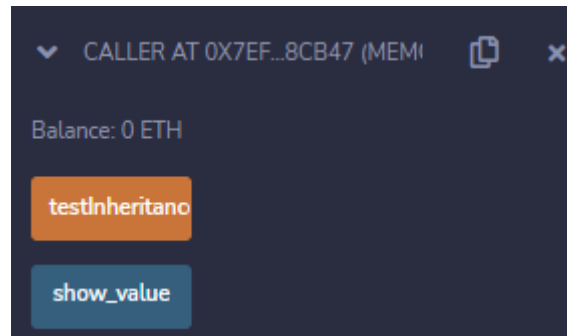 CALLER AT 0X7EF...8CB47 (MEM
Balance: 0 ETH
testInheritanc
show_value